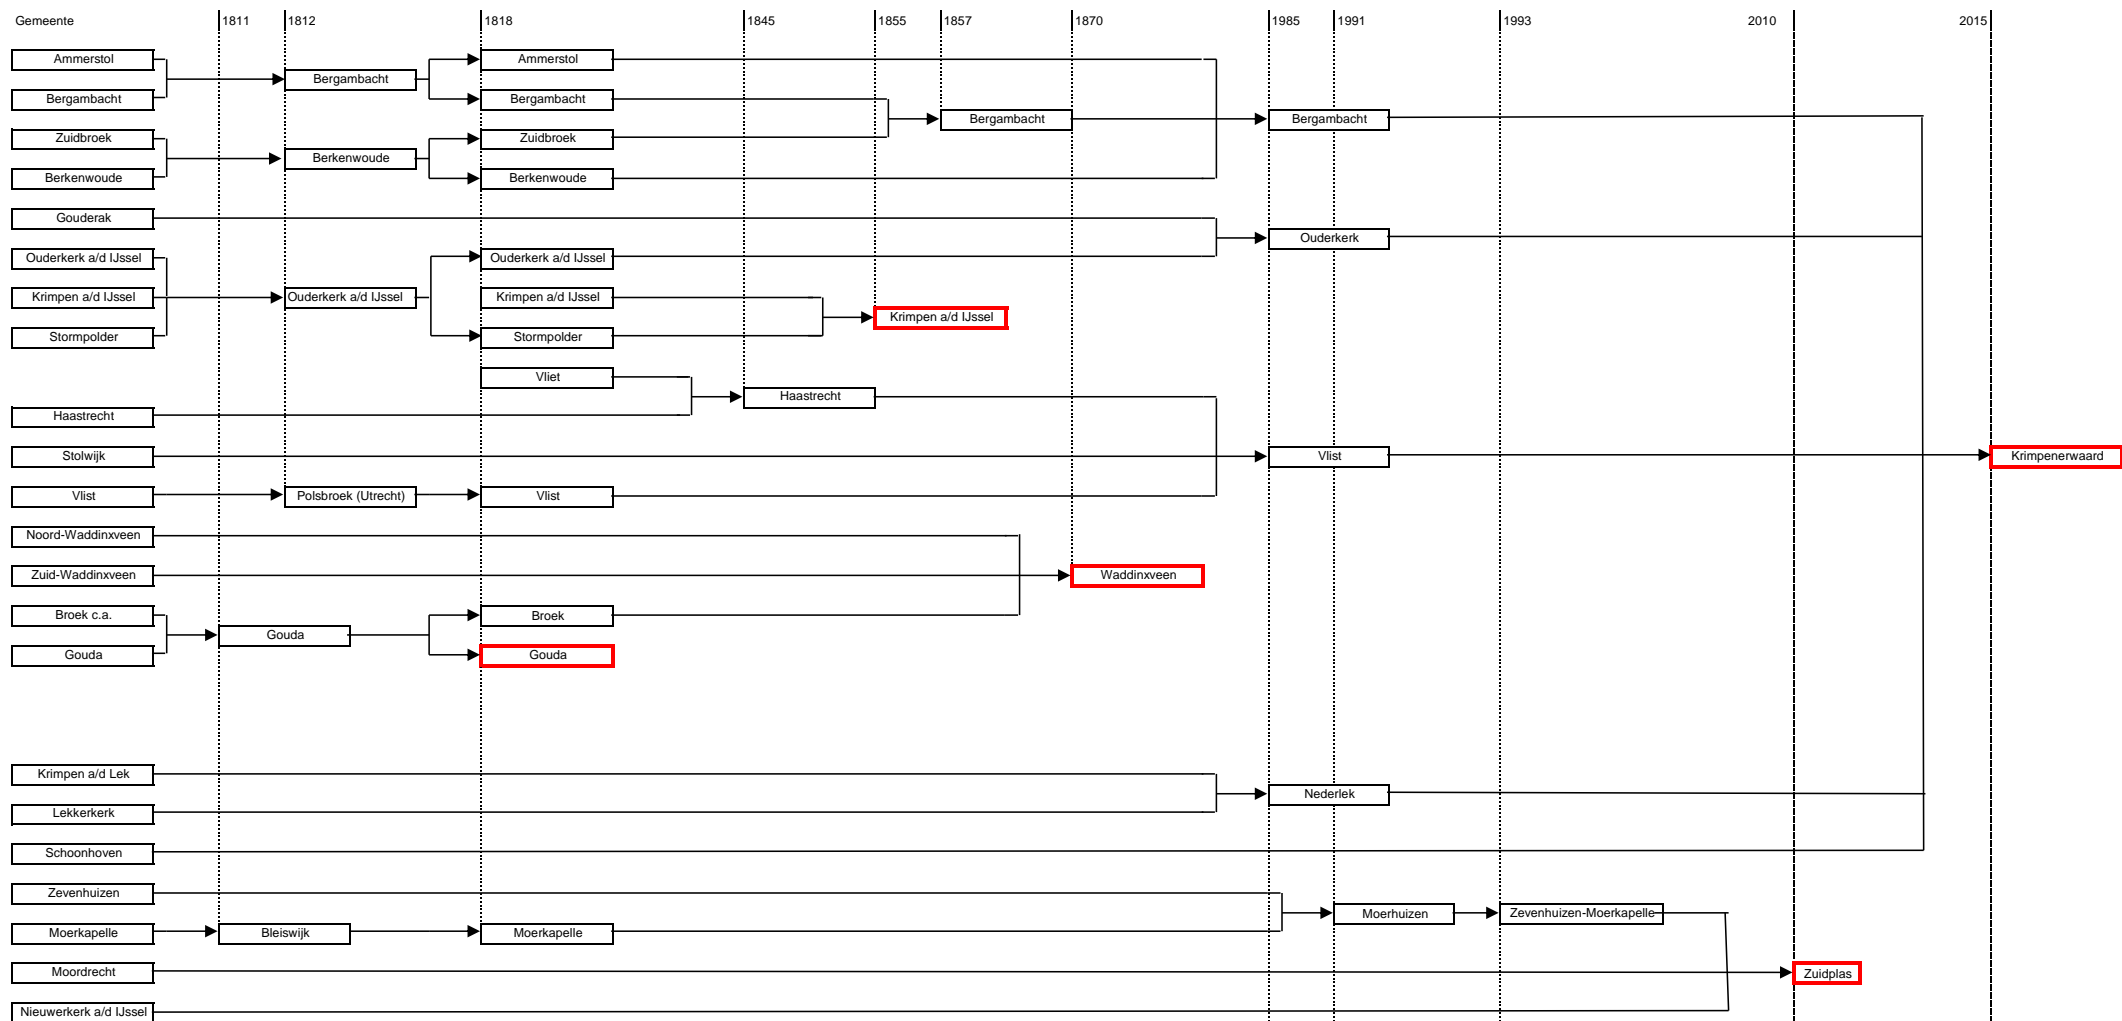 Gemeente 1811 1812 1818 1845 1855 1857 1870 1985 1991 1993 2010 2015
Ammerstol Ammerstol
Bergambacht
Bergambacht Bergambacht
Bergambacht Bergambacht
Zuidbroek Zuidbroek
Berkenwoude
Berkenwoude Berkenwoude
Gouderak
Ouderkerk
Ouderkerk a/d IJssel Ouderkerk a/d IJssel
Krimpen a/d IJssel Ouderkerk a/d IJssel Krimpen a/d IJssel
Krimpen a/d IJssel
Stormpolder Stormpolder
Vliet
Haastrecht
Haastrecht
Stolwijk Vlist Krimpenerwaard
Vlist Polsbroek (Utrecht) Vlist
Noord-Waddinxveen
Zuid-Waddinxveen Waddinxveen
Broek c.a. Broek
Gouda
Gouda Gouda
Krimpen a/d Lek
Nederlek
Lekkerkerk
Schoonhoven
Zevenhuizen
Moerhuizen Zevenhuizen-Moerkapelle
Moerkapelle Bleiswijk Moerkapelle
Moordrecht Zuidplas
Nieuwerkerk a/d IJssel